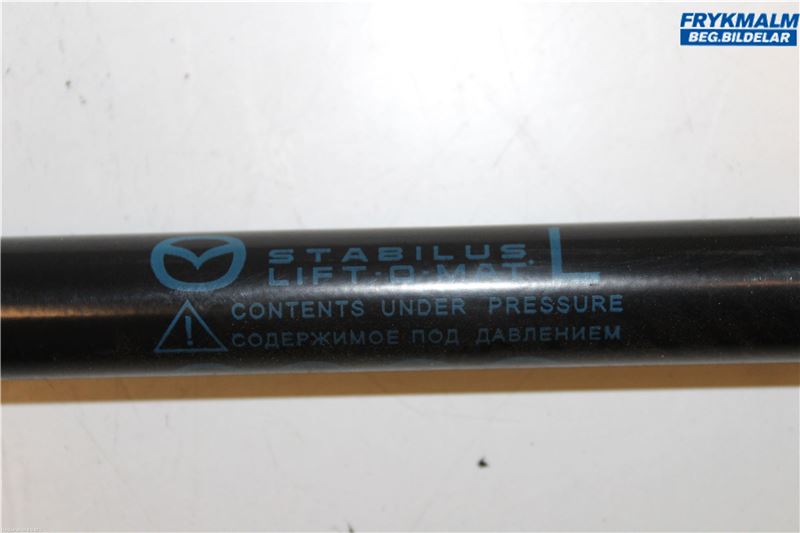 FRYKMALM
BEG.BILDELAR
STABILUS
LIFT-O-MAT
L
CONTENTS UNDER PRESSURE
СОДЕРЖИМОЕ ПОД ДАВЛЕНИЕМ